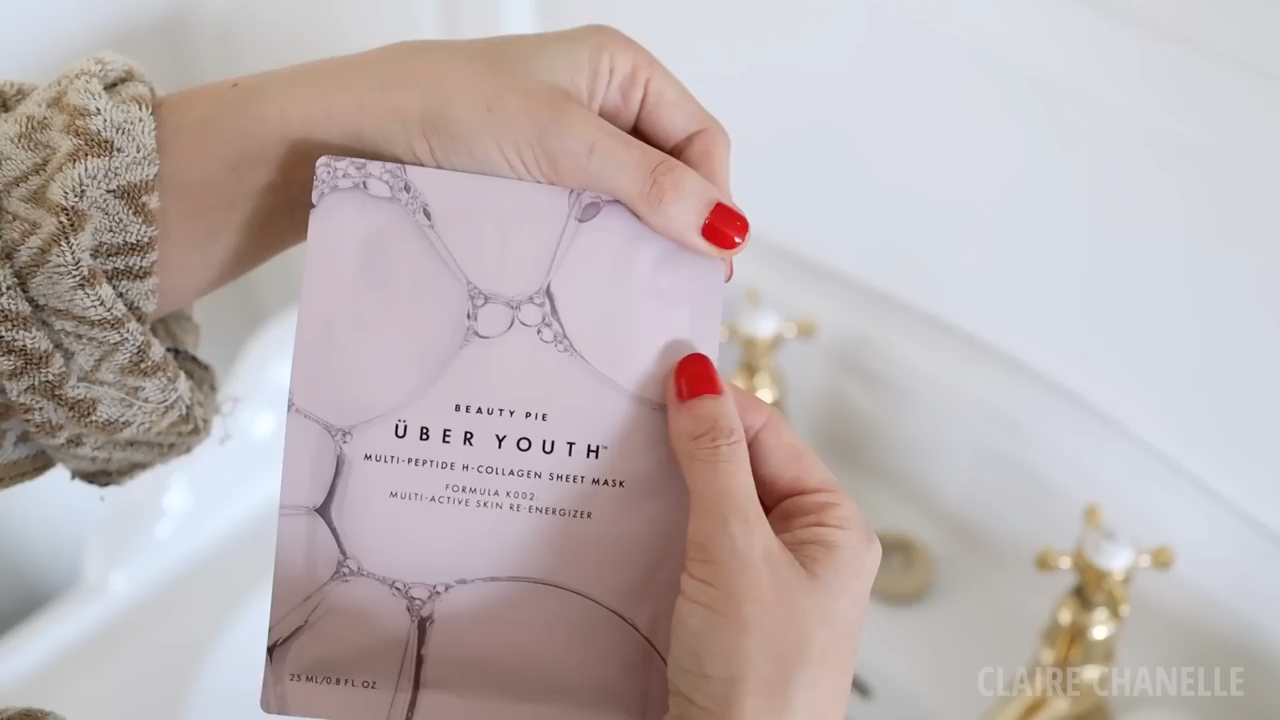 BEAUTY PIE
ÜBER YOUTH™
MULTI-PEPTIDE H-COLLAGEN SHEET MASK
FORMULA K002:
MULTI-ACTIVE SKIN RE-ENERGIZER
25 ML/0.8 FL. OZ.
CLAIRE CHANELLE